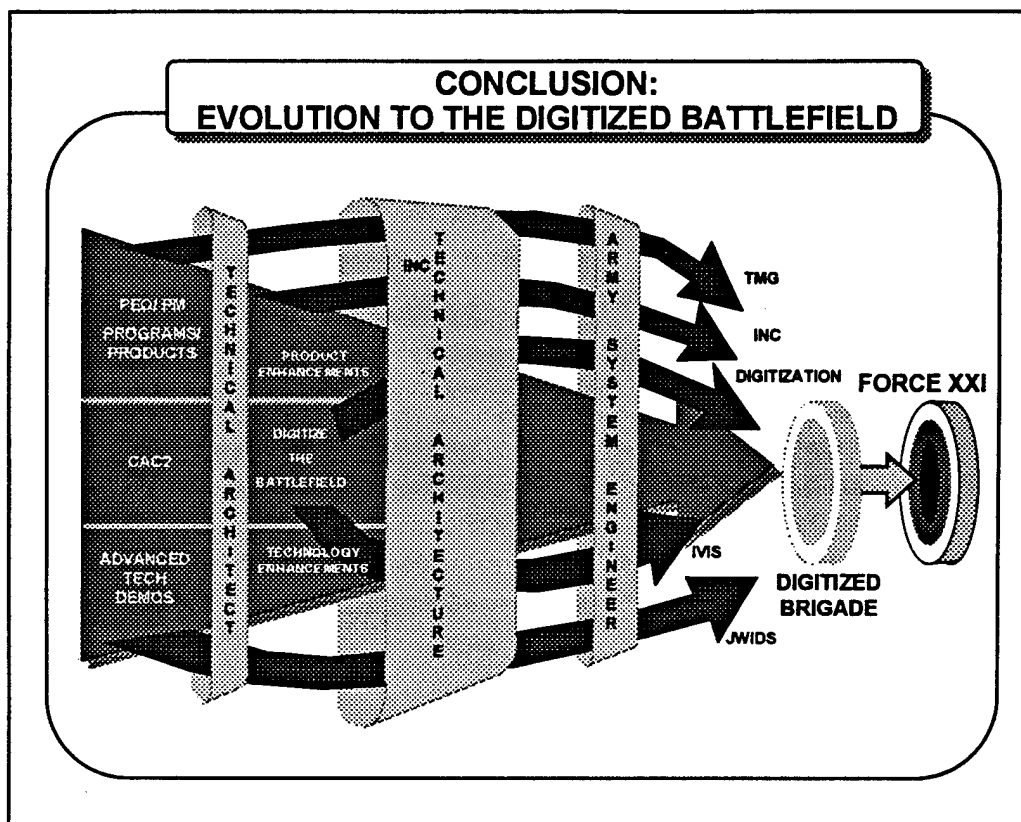 CONCLUSION:
EVOLUTION TO THE DIGITIZED BATTLEFIELD
PEO/ PM
PROGRAMS/
PRODUCTS
CAC2
ADVANCED
TECH
DEMOS
TECHNICAL ARCHITECT
PRODUCT
ENHANCEMENTS
DIGITIZE
THE
BATTLEFIELD
TECHNOLOGY
ENHANCEMENTS
INC
TECHNICAL ARCHITECTURE
ARMY SYSTEM ENGINEER
TMG
INC
DIGITIZATION
IVIS
JWIDS
DIGITIZED
BRIGADE
FORCE XXI